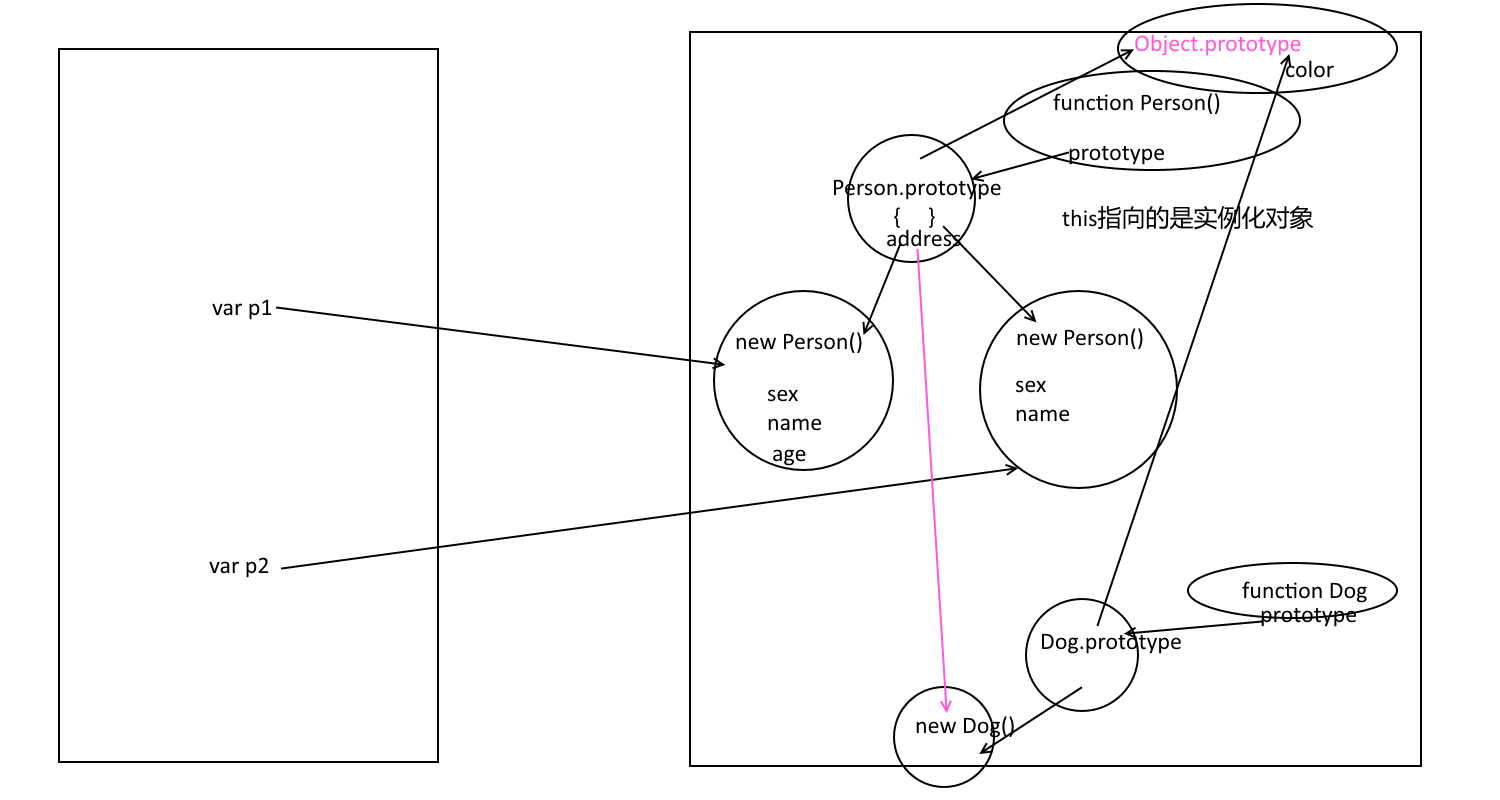 Object.prototype
color
function Person()
prototype
Person.prototype
{ }
address
this指向的是实例化对象
var p1
new Person()
sex
name
age
new Person()
sex
name
var p2
function Dog
prototype
Dog.prototype
new Dog()